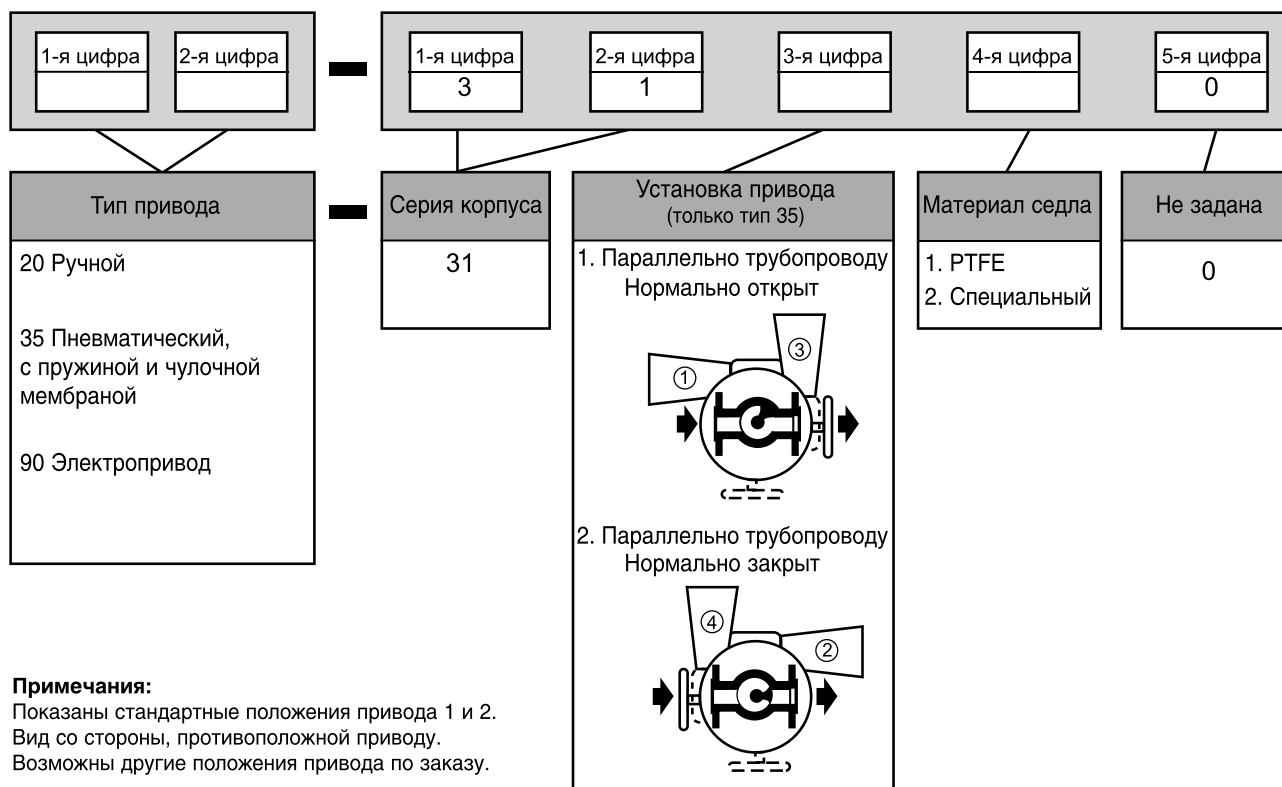 1-я цифра
2-я цифра
1-я цифра
3
2-я цифра
1
3-я цифра
4-я цифра
5-я цифра
0
Тип привода
20 Ручной
35 Пневматический,
с пружиной и чулочной
мембраной
90 Электропривод
Серия корпуса
31
Установка привода
(только тип 35)
1. Параллельно трубопроводу
Нормально открыт
3
1
2. Параллельно трубопроводу
Нормально закрыт
4
2
Материал седла
1. PTFE
2. Специальный
Не задана
0
Примечания:
Показаны стандартные положения привода 1 и 2.
Вид со стороны, противоположной приводу.
Возможны другие положения привода по заказу.